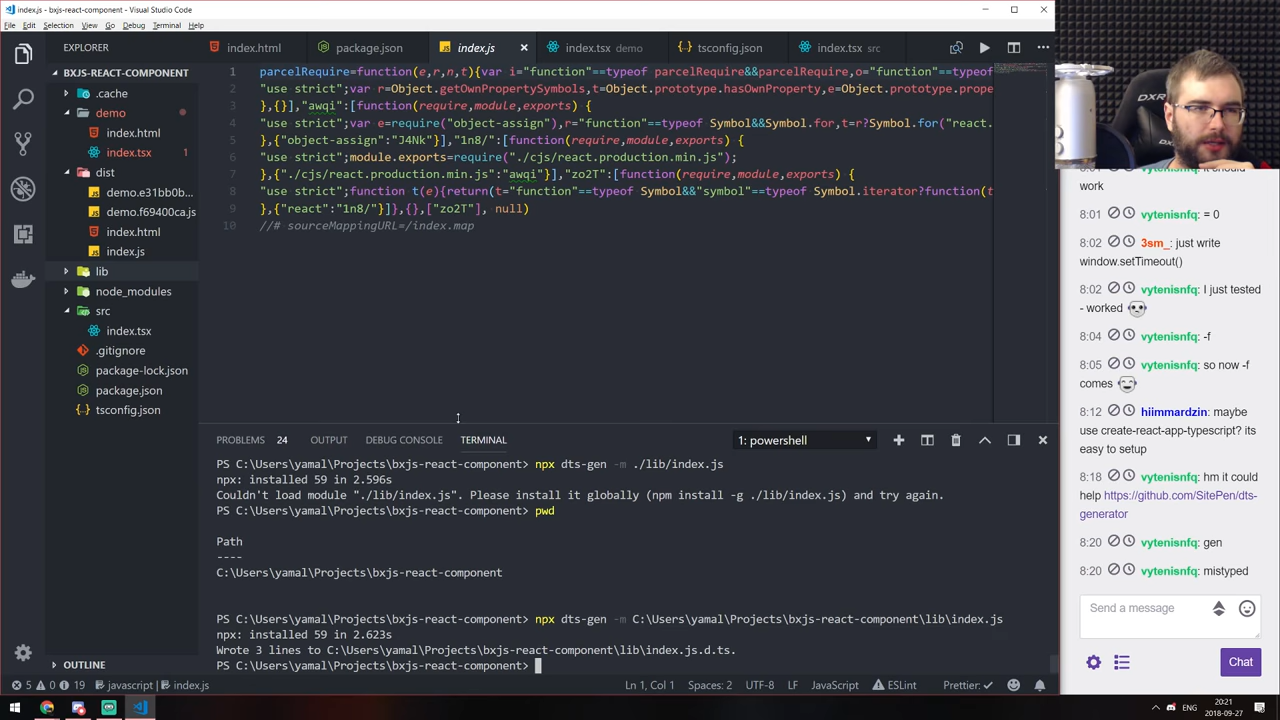 index.js - bxjs-react-component - Visual Studio Code
File Edit Selection View Go Debug Terminal Help
EXPLORER
index.html
package.json
index.js
index.tsx demo
tsconfig.json
index.tsx src
BXJS-REACT-COMPONENT
.cache
demo
index.html
index.tsx 1
dist
demo.e31bb0b...
demo.f69400ca.js
index.html
index.js
lib
node_modules
src
index.tsx
.gitignore
package-lock.json
package.json
tsconfig.json
OUTLINE
1 parcelRequire=function(e,r,n,t){var i="function"==typeof parcelRequire&&parcelRequire,o="function"==typeof
2 "use strict";var r=Object.getOwnPropertySymbols,t=Object.prototype.hasOwnProperty,e=Object.prototype.prope
3 },{}],"awqi":[function(require,module,exports) {
4 "use strict";var e=require("object-assign"),r="function"==typeof Symbol&&Symbol.for,t=r?Symbol.for("react.
5 },{"object-assign":"J4Nk"}],"1n8/":[function(require,module,exports) {
6 "use strict";module.exports=require("./cjs/react.production.min.js");
7 },{"./cjs/react.production.min.js":"awqi"}],"zo2T":[function(require,module,exports) {
8 "use strict";function t(e){return(t="function"==typeof Symbol&&"symbol"==typeof Symbol.iterator?function(t
9 },{"react":"1n8/"}]},{},["zo2T"], null)
10 //# sourceMappingURL=/index.map
PROBLEMS 24 OUTPUT DEBUG CONSOLE TERMINAL
1: powershell
PS C:\Users\yamal\Projects\bxjs-react-component> npx dts-gen -m ./lib/index.js
npx: installed 59 in 2.596s
Couldn't load module "./lib/index.js". Please install it globally (npm install -g ./lib/index.js) and try again.
PS C:\Users\yamal\Projects\bxjs-react-component> pwd
Path
----
C:\Users\yamal\Projects\bxjs-react-component
PS C:\Users\yamal\Projects\bxjs-react-component> npx dts-gen -m C:\Users\yamal\Projects\bxjs-react-component\lib\index.js
npx: installed 59 in 2.623s
Wrote 3 lines to C:\Users\yamal\Projects\bxjs-react-component\lib\index.js.d.ts.
PS C:\Users\yamal\Projects\bxjs-react-component>
5 0 19 javascript | index.js
Ln 1, Col 1 Spaces: 2 UTF-8 LF JavaScript ESLint Prettier:
DXR
work
8:01 vytenisnfq: = 0
8:02 3sm_: just write
window.setTimeout()
8:02 vytenisnfq: I just tested
- worked
8:04 vytenisnfq: -f
8:05 vytenisnfq: so now -f
comes
8:12 hiimmardzin: maybe
use create-react-app-typescript? its
easy to setup
8:18 vytenisnfq: hm it could
help https://github.com/SitePen/dts-
generator
8:20 vytenisnfq: gen
8:20 vytenisnfq: mistyped
Send a message
Chat
ENG
20:21
2018-09-27